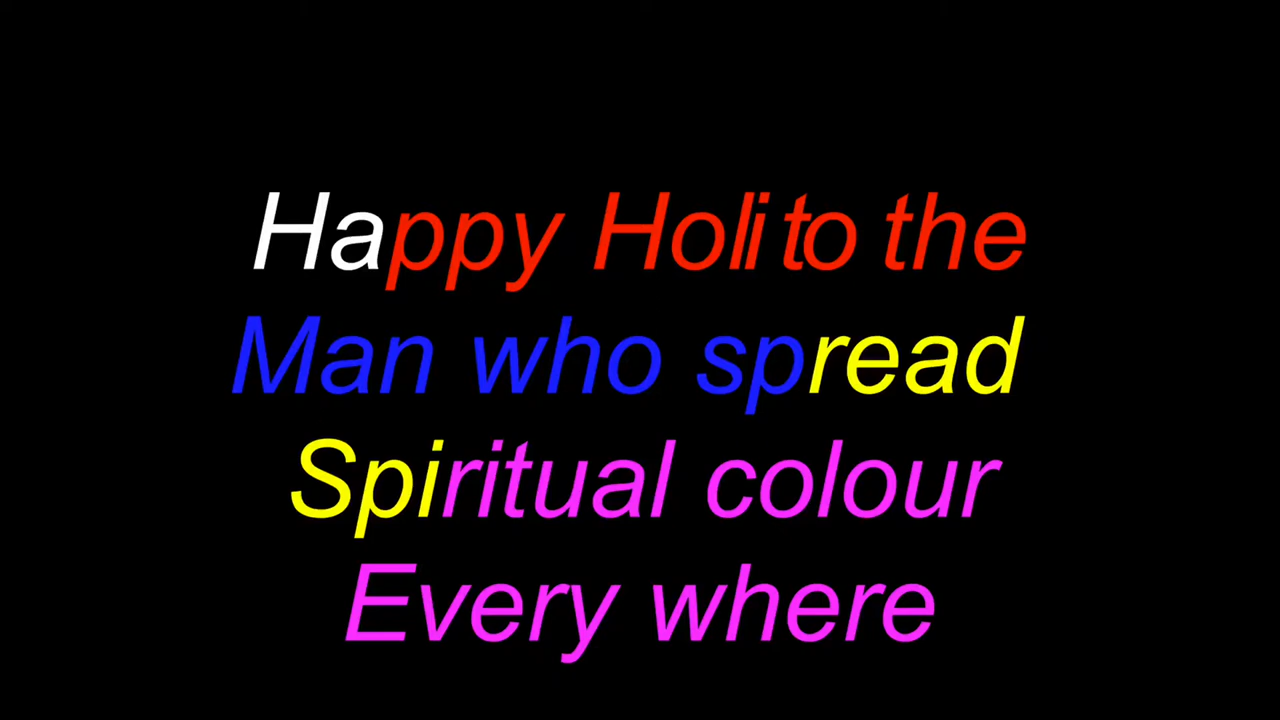 Happy Holi to the
Man who spread
Spiritual colour
Every where